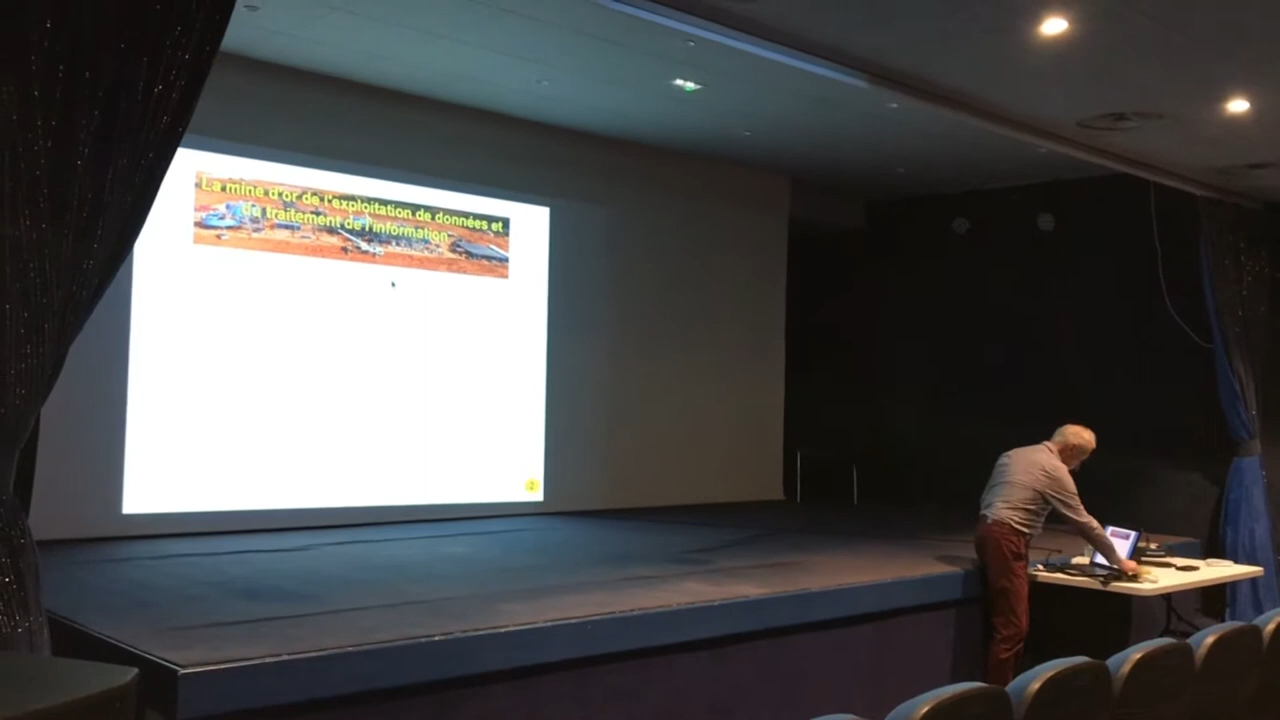 La mine d'or de l'exploitation de données et
du traitement de l'information
2